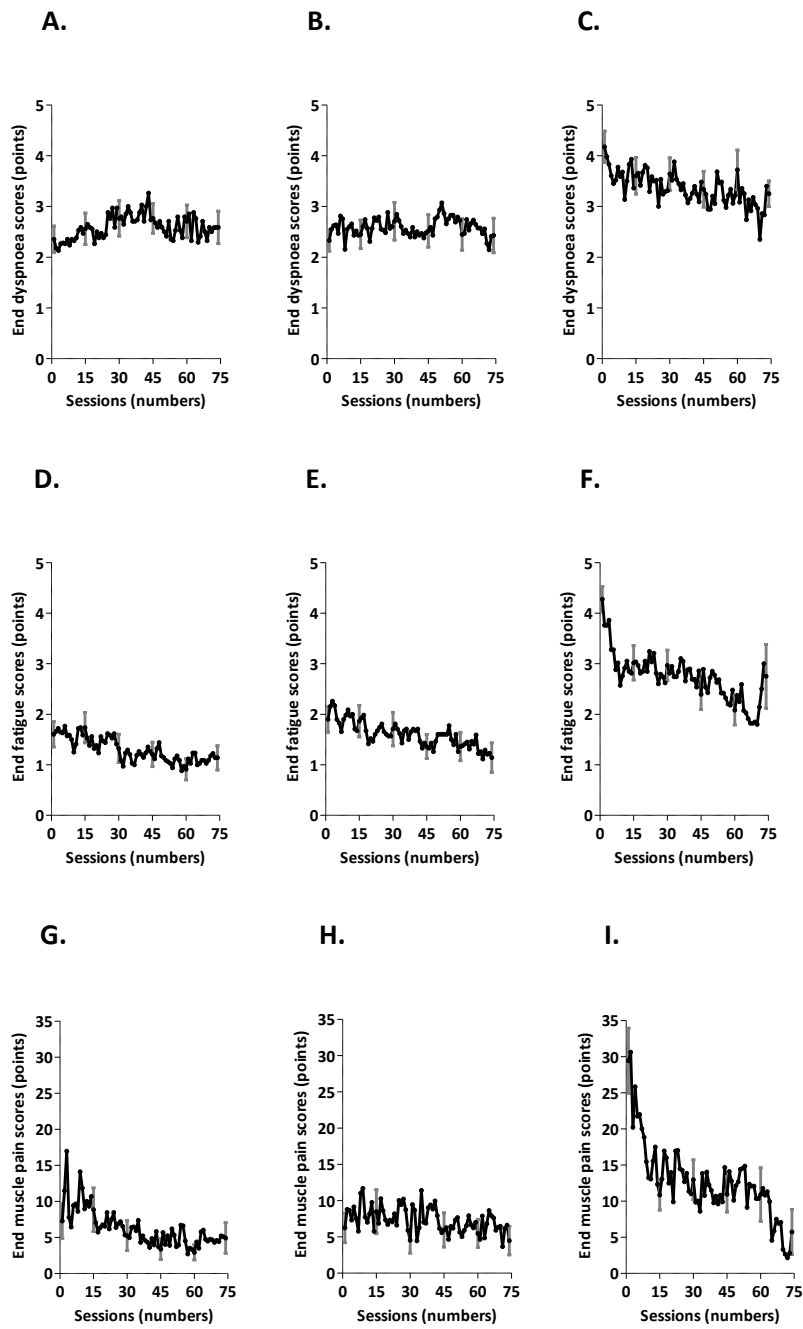 A. B. C.
End dyspnoea scores (points)
5
4
3
2
1
0
0 15 30 45 60 75
Sessions (numbers)
End dyspnoea scores (points)
5
4
3
2
1
0
0 15 30 45 60 75
Sessions (numbers)
End dyspnoea scores (points)
5
4
3
2
1
0
0 15 30 45 60 75
Sessions (numbers)
D. E. F.
End fatigue scores (points)
5
4
3
2
1
0
0 15 30 45 60 75
Sessions (numbers)
End fatigue scores (points)
5
4
3
2
1
0
0 15 30 45 60 75
Sessions (numbers)
End fatigue scores (points)
5
4
3
2
1
0
0 15 30 45 60 75
Sessions (numbers)
G. H. I.
End muscle pain scores (points)
35
30
25
20
15
10
5
0
0 15 30 45 60 75
Sessions (numbers)
End muscle pain scores (points)
35
30
25
20
15
10
5
0
0 15 30 45 60 75
Sessions (numbers)
End muscle pain scores (points)
35
30
25
20
15
10
5
0
0 15 30 45 60 75
Sessions (numbers)